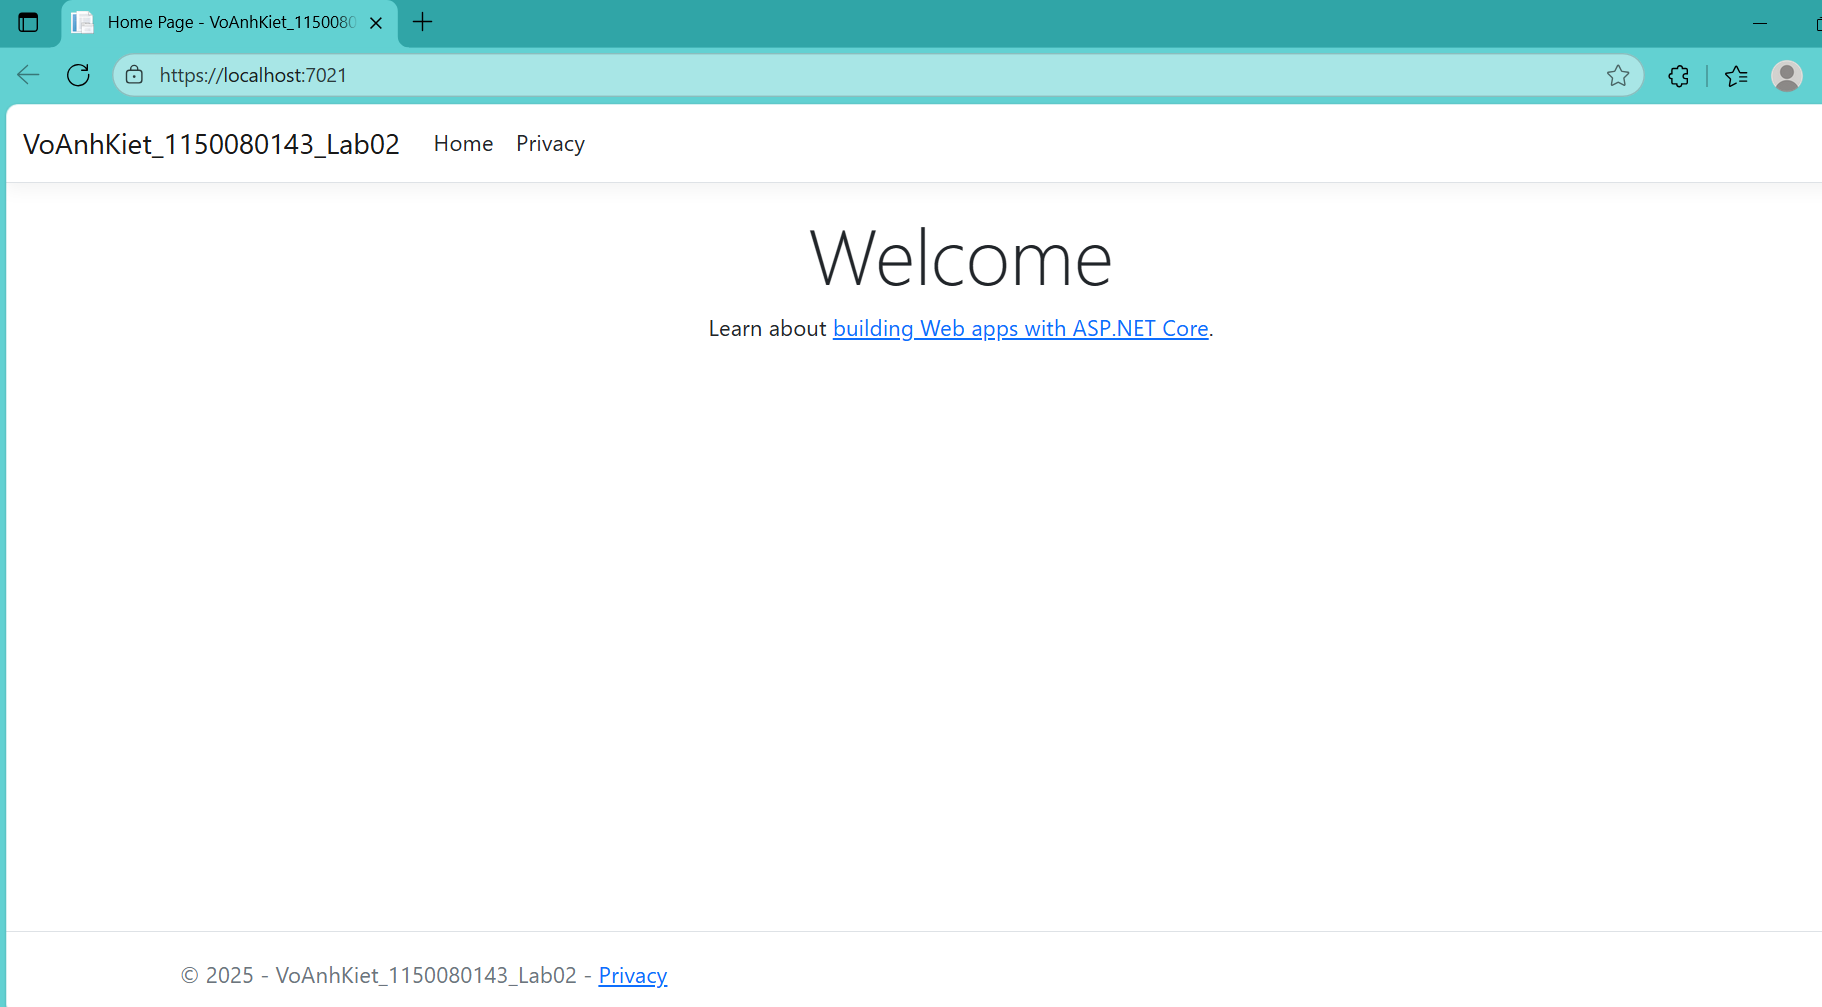 Home Page - VoAnhKiet_1150080
https://localhost:7021
VoAnhKiet_1150080143_Lab02 Home Privacy
Welcome
Learn about building Web apps with ASP.NET Core.
© 2025 - VoAnhKiet_1150080143_Lab02 - Privacy